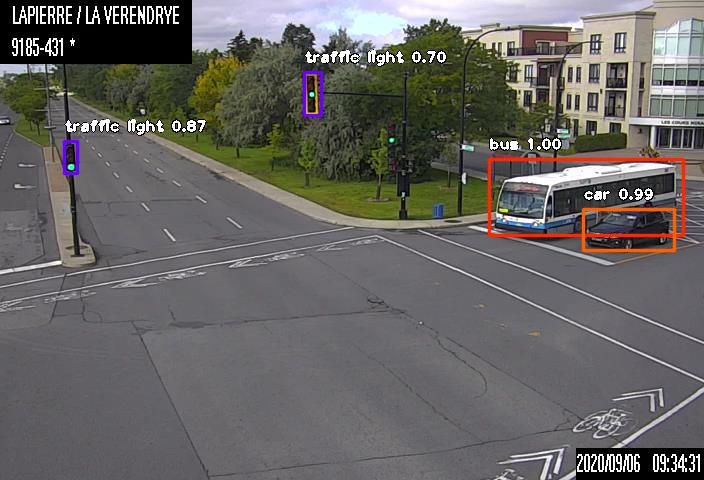 LAPIERRE / LA VERENDRYE
9185-431 *
traffic light 0.70
traffic light 0.87
bus 1.00
car 0.99
2020/09/06 09:34:31